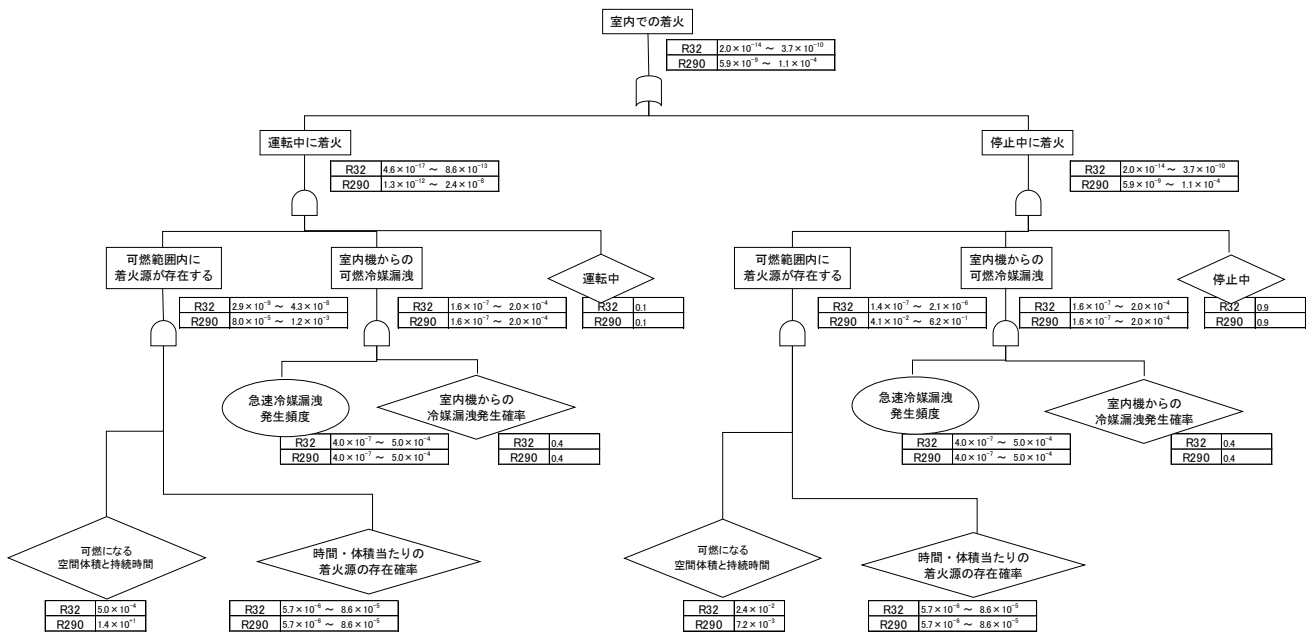 室内での着火
R32 2.0×10⁻¹⁴ ～ 3.7×10⁻¹⁰
R290 5.9×10⁻⁹ ～ 1.1×10⁻⁴
運転中に着火
R32 4.6×10⁻¹⁷ ～ 8.6×10⁻¹³
R290 1.3×10⁻¹² ～ 2.4×10⁻⁸
停止中に着火
R32 2.0×10⁻¹⁴ ～ 3.7×10⁻¹⁰
R290 5.9×10⁻⁹ ～ 1.1×10⁻⁴
可燃範囲内に
着火源が存在する
R32 2.9×10⁻⁹ ～ 4.3×10⁻⁸
R290 8.0×10⁻⁵ ～ 1.2×10⁻³
室内機からの
可燃冷媒漏洩
R32 1.6×10⁻⁷ ～ 2.0×10⁻⁴
R290 1.6×10⁻⁷ ～ 2.0×10⁻⁴
運転中
R32 0.1
R290 0.1
可燃範囲内に
着火源が存在する
R32 1.4×10⁻⁷ ～ 2.1×10⁻⁶
R290 4.1×10⁻² ～ 6.2×10⁻¹
室内機からの
可燃冷媒漏洩
R32 1.6×10⁻⁷ ～ 2.0×10⁻⁴
R290 1.6×10⁻⁷ ～ 2.0×10⁻⁴
停止中
R32 0.9
R290 0.9
急速冷媒漏洩
発生頻度
R32 4.0×10⁻⁷ ～ 5.0×10⁻⁴
R290 4.0×10⁻⁷ ～ 5.0×10⁻⁴
室内機からの
冷媒漏洩発生確率
R32 0.4
R290 0.4
急速冷媒漏洩
発生頻度
R32 4.0×10⁻⁷ ～ 5.0×10⁻⁴
R290 4.0×10⁻⁷ ～ 5.0×10⁻⁴
室内機からの
冷媒漏洩発生確率
R32 0.4
R290 0.4
可燃になる
空間体積と持続時間
R32 5.0×10⁻⁴
R290 1.4×10⁺¹
時間・体積当たりの
着火源の存在確率
R32 5.7×10⁻⁶ ～ 8.6×10⁻⁵
R290 5.7×10⁻⁶ ～ 8.6×10⁻⁵
可燃になる
空間体積と持続時間
R32 2.4×10⁻²
R290 7.2×10⁻³
時間・体積当たりの
着火源の存在確率
R32 5.7×10⁻⁶ ～ 8.6×10⁻⁵
R290 5.7×10⁻⁶ ～ 8.6×10⁻⁵